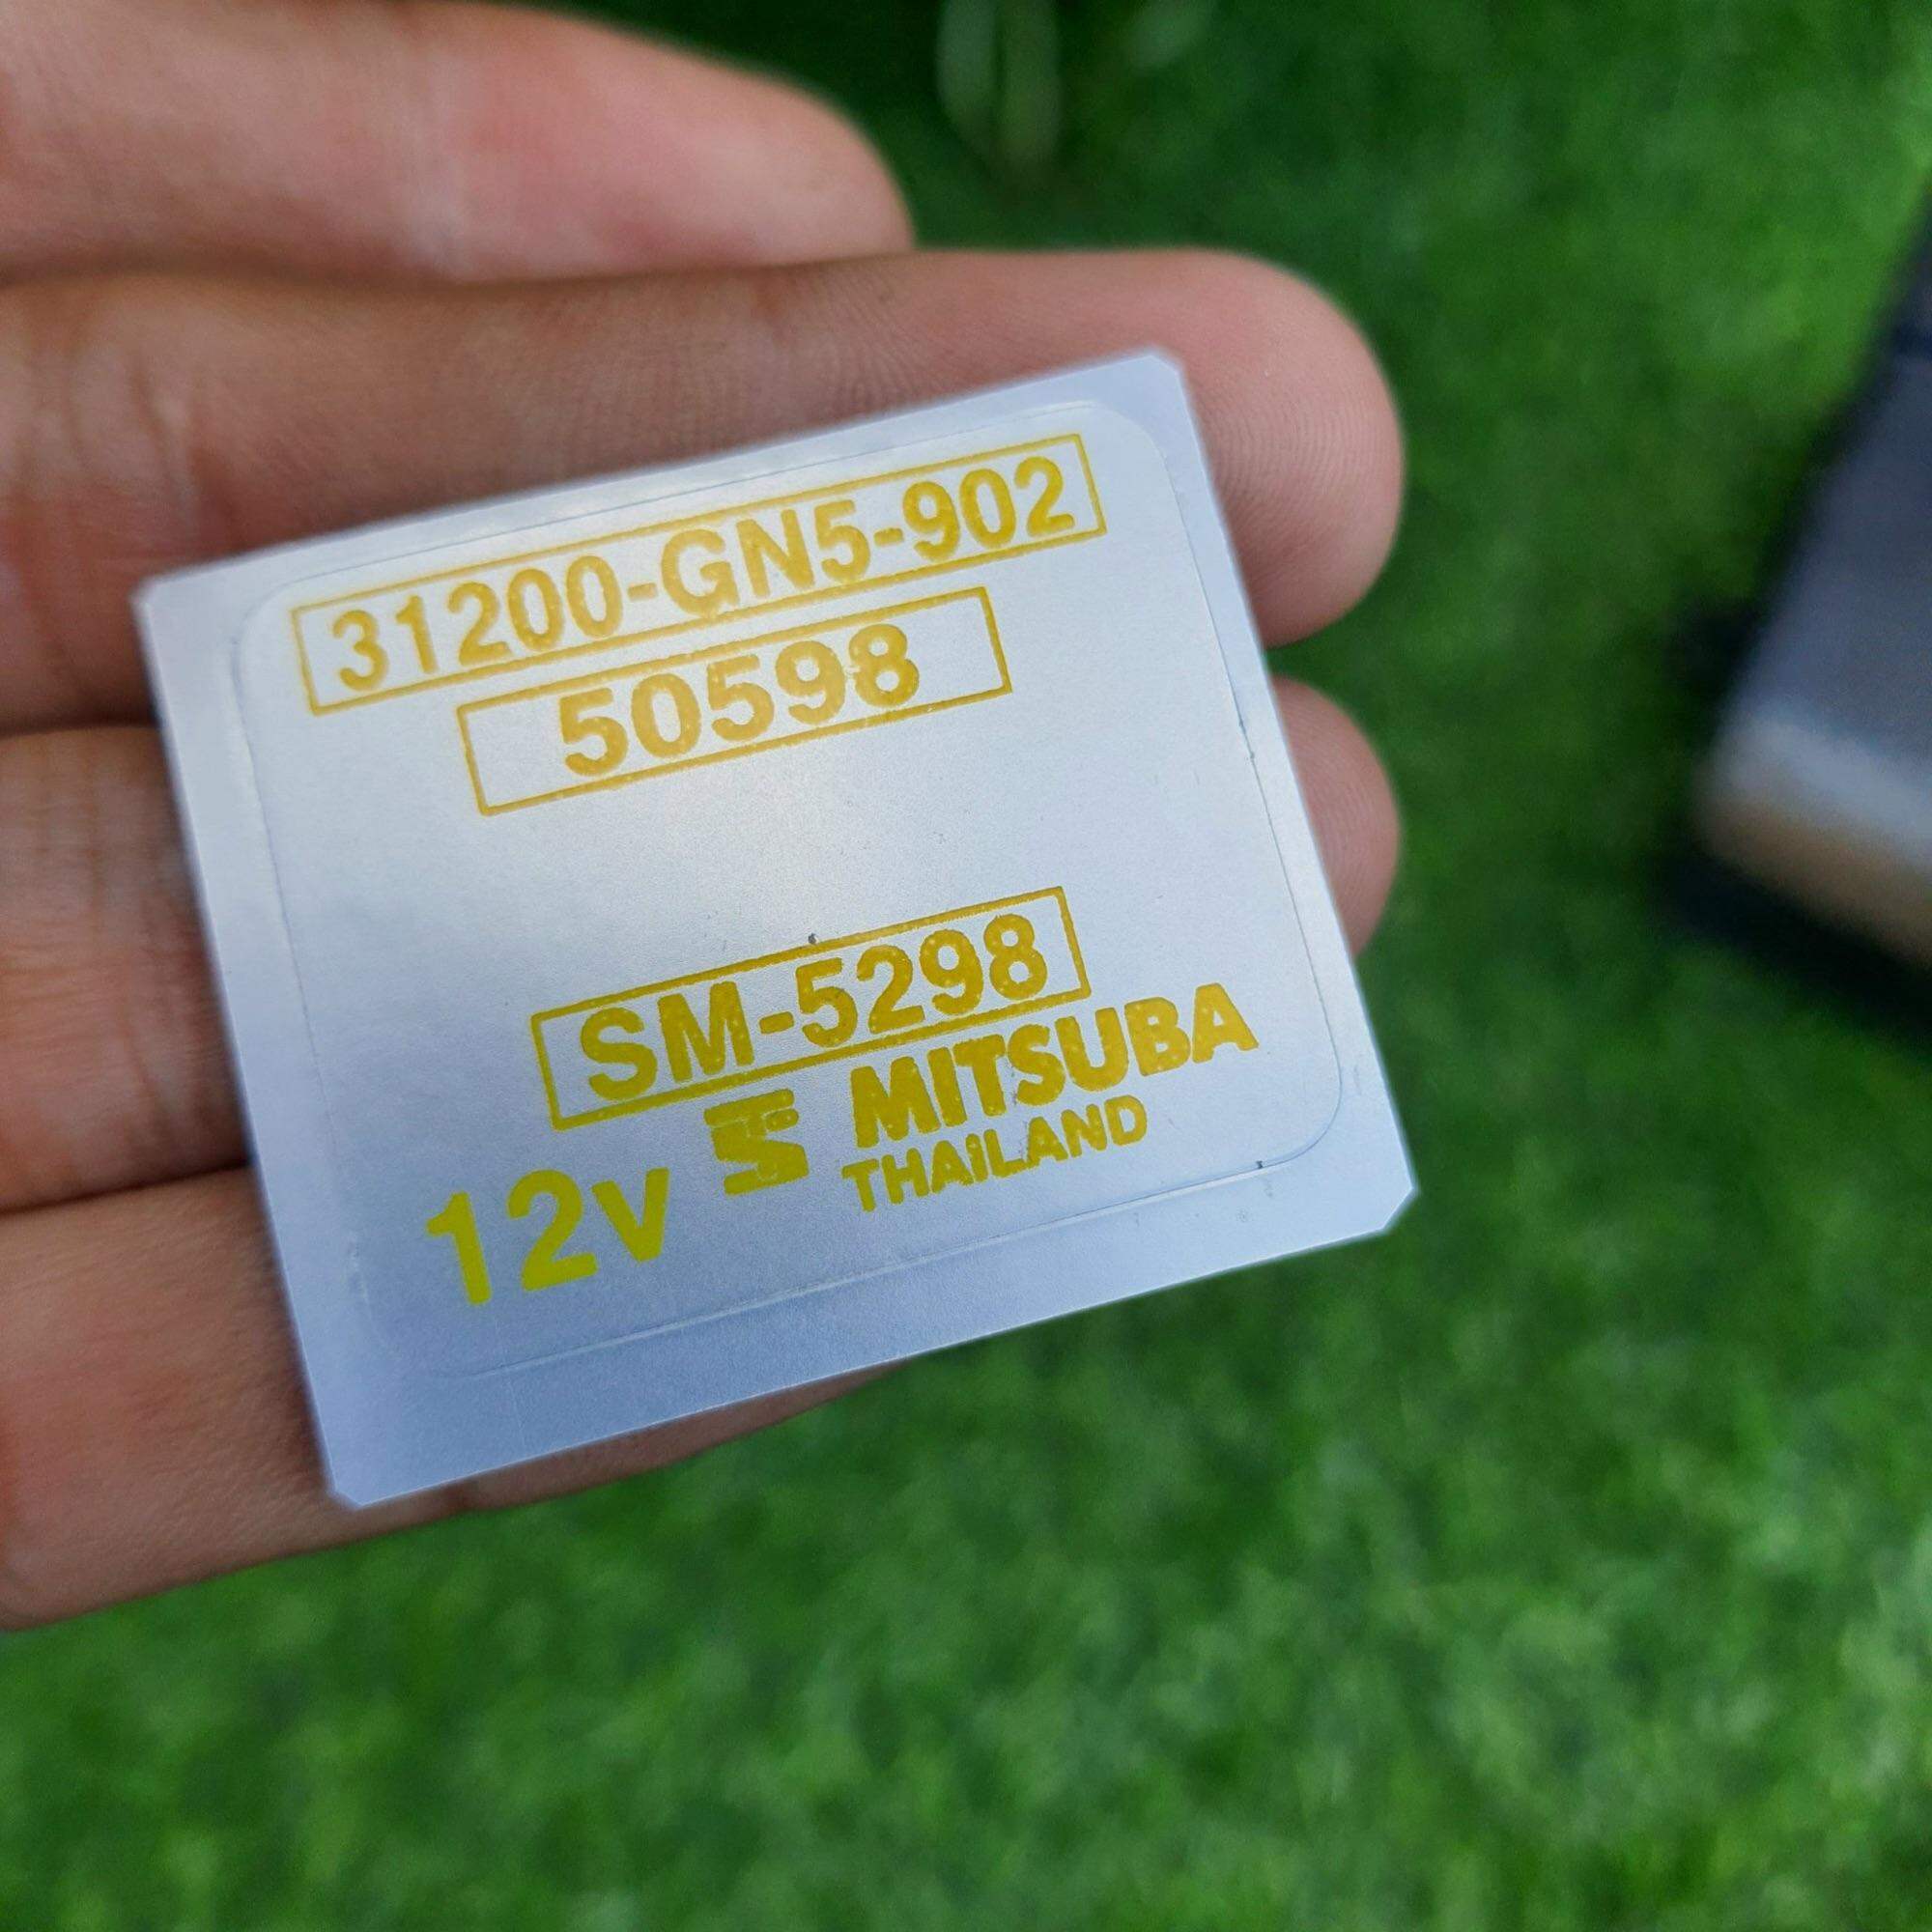 31200-GN5-902
50598
SM-5298
MITSUBA
12v
THAILAND